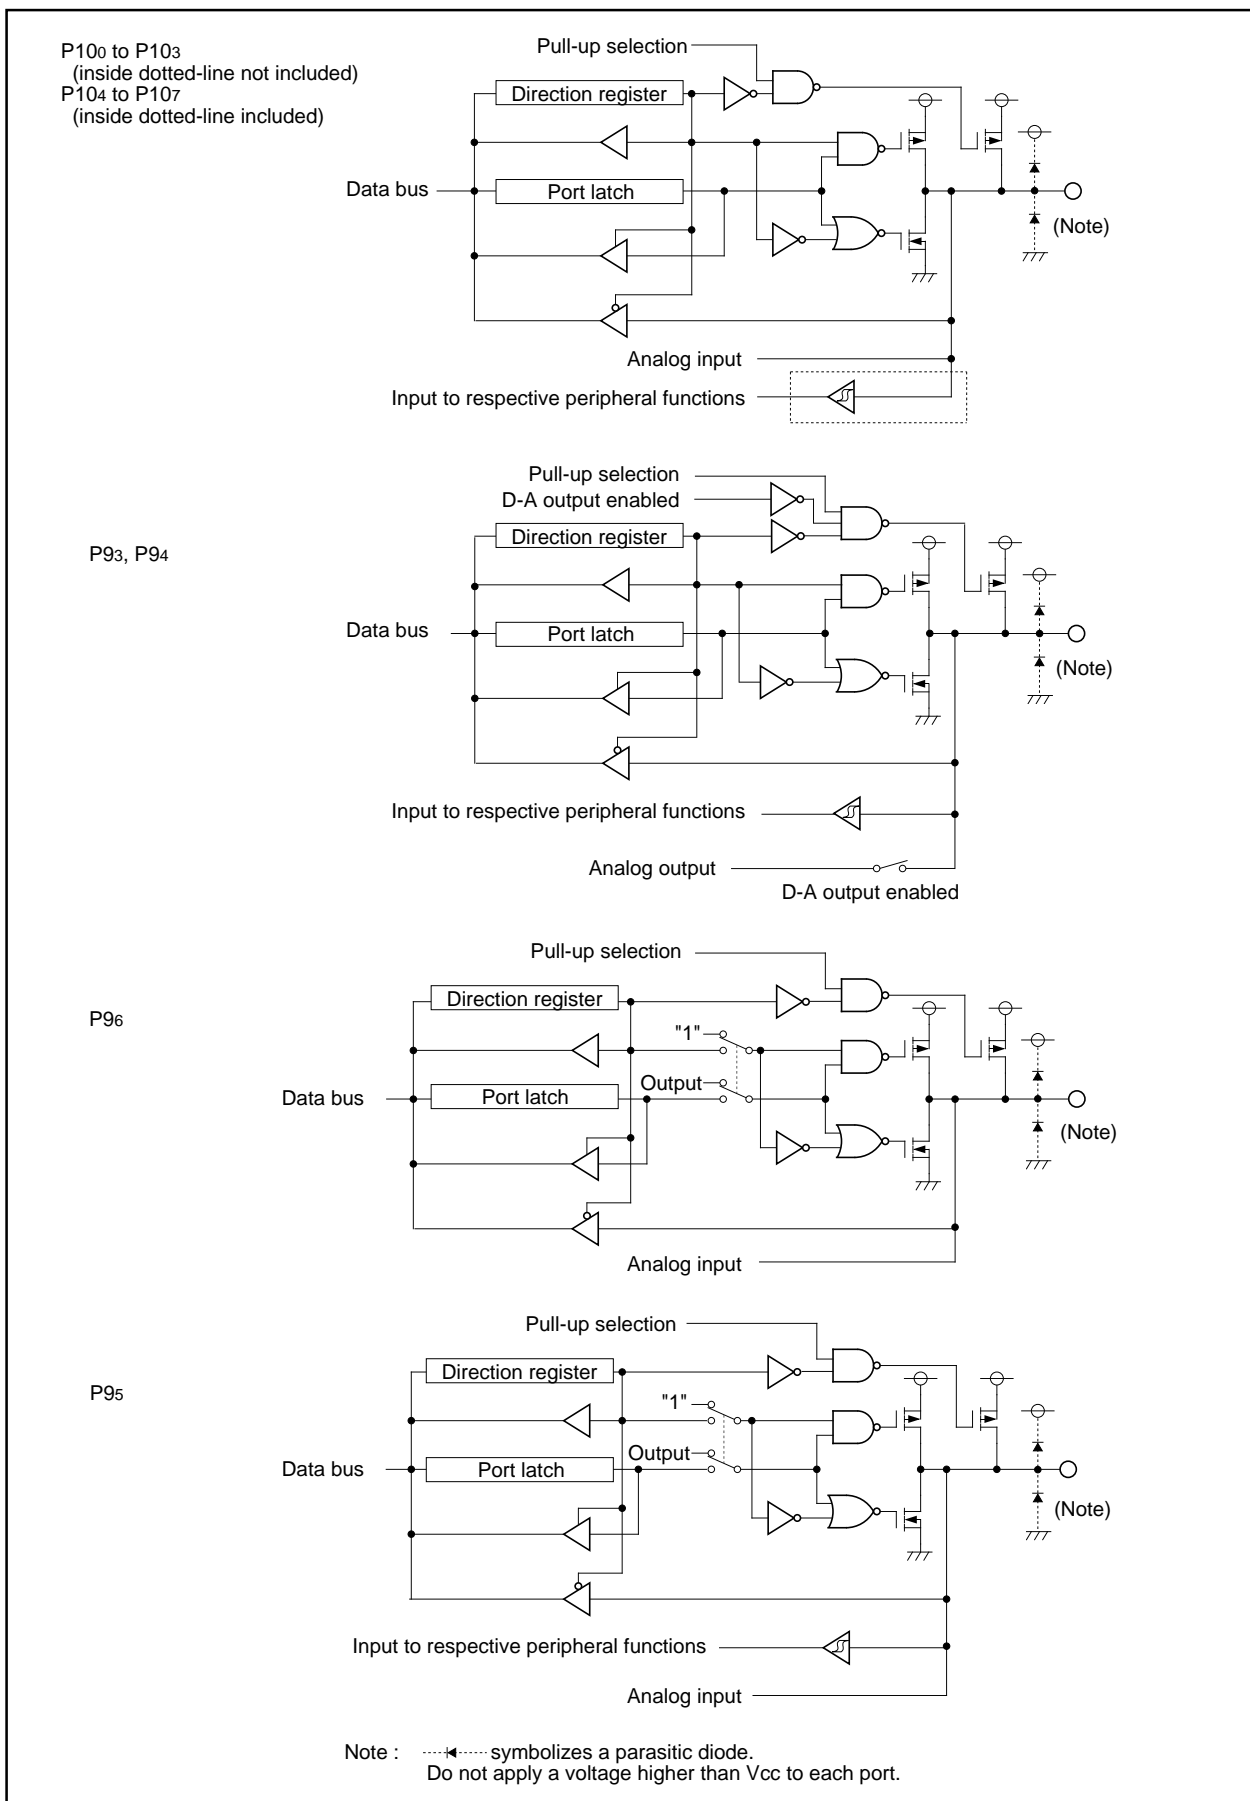 P100 to P103
(inside dotted-line not included)
P104 to P107
(inside dotted-line included)
Pull-up selection
Direction register
Data bus
Port latch
(Note)
Analog input
Input to respective peripheral functions
P93, P94
Pull-up selection
D-A output enabled
Direction register
Data bus
Port latch
(Note)
Input to respective peripheral functions
Analog output
D-A output enabled
P96
Pull-up selection
Direction register
"1"
Output
Data bus
Port latch
(Note)
Analog input
P95
Pull-up selection
Direction register
"1"
Output
Data bus
Port latch
(Note)
Input to respective peripheral functions
Analog input
Note : symbolizes a parasitic diode.
Do not apply a voltage higher than Vcc to each port.